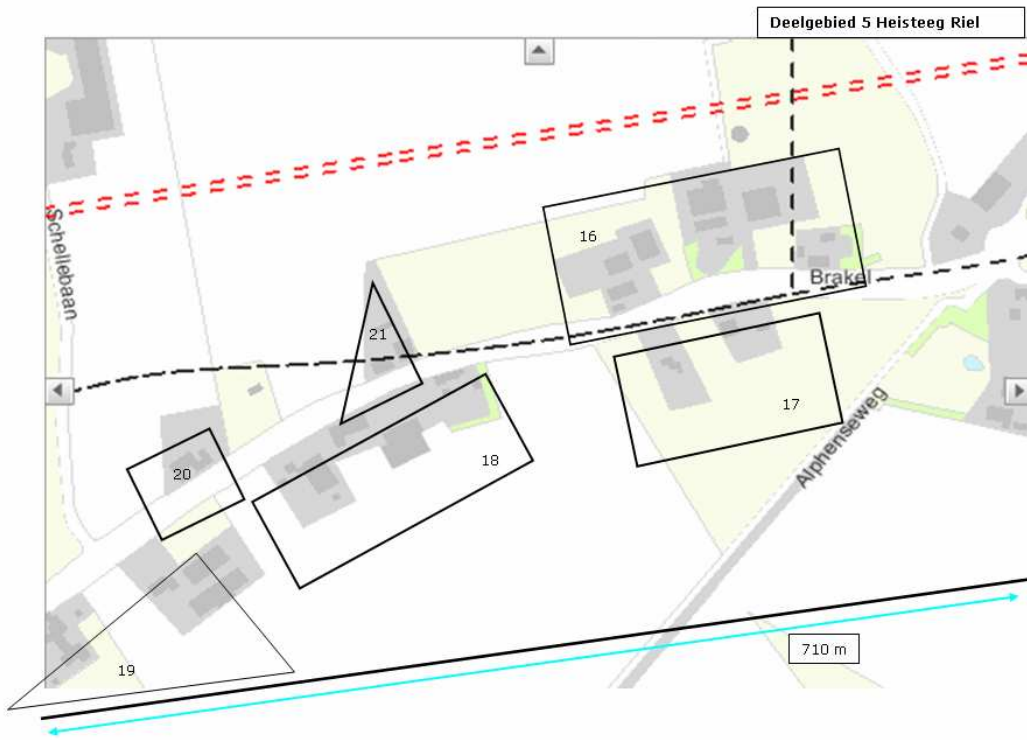 Deelgebied 5 Heisteeg Riel
Schellebaan
16
Brakel
21
17
18
Alphenseweg
20
19
710 m